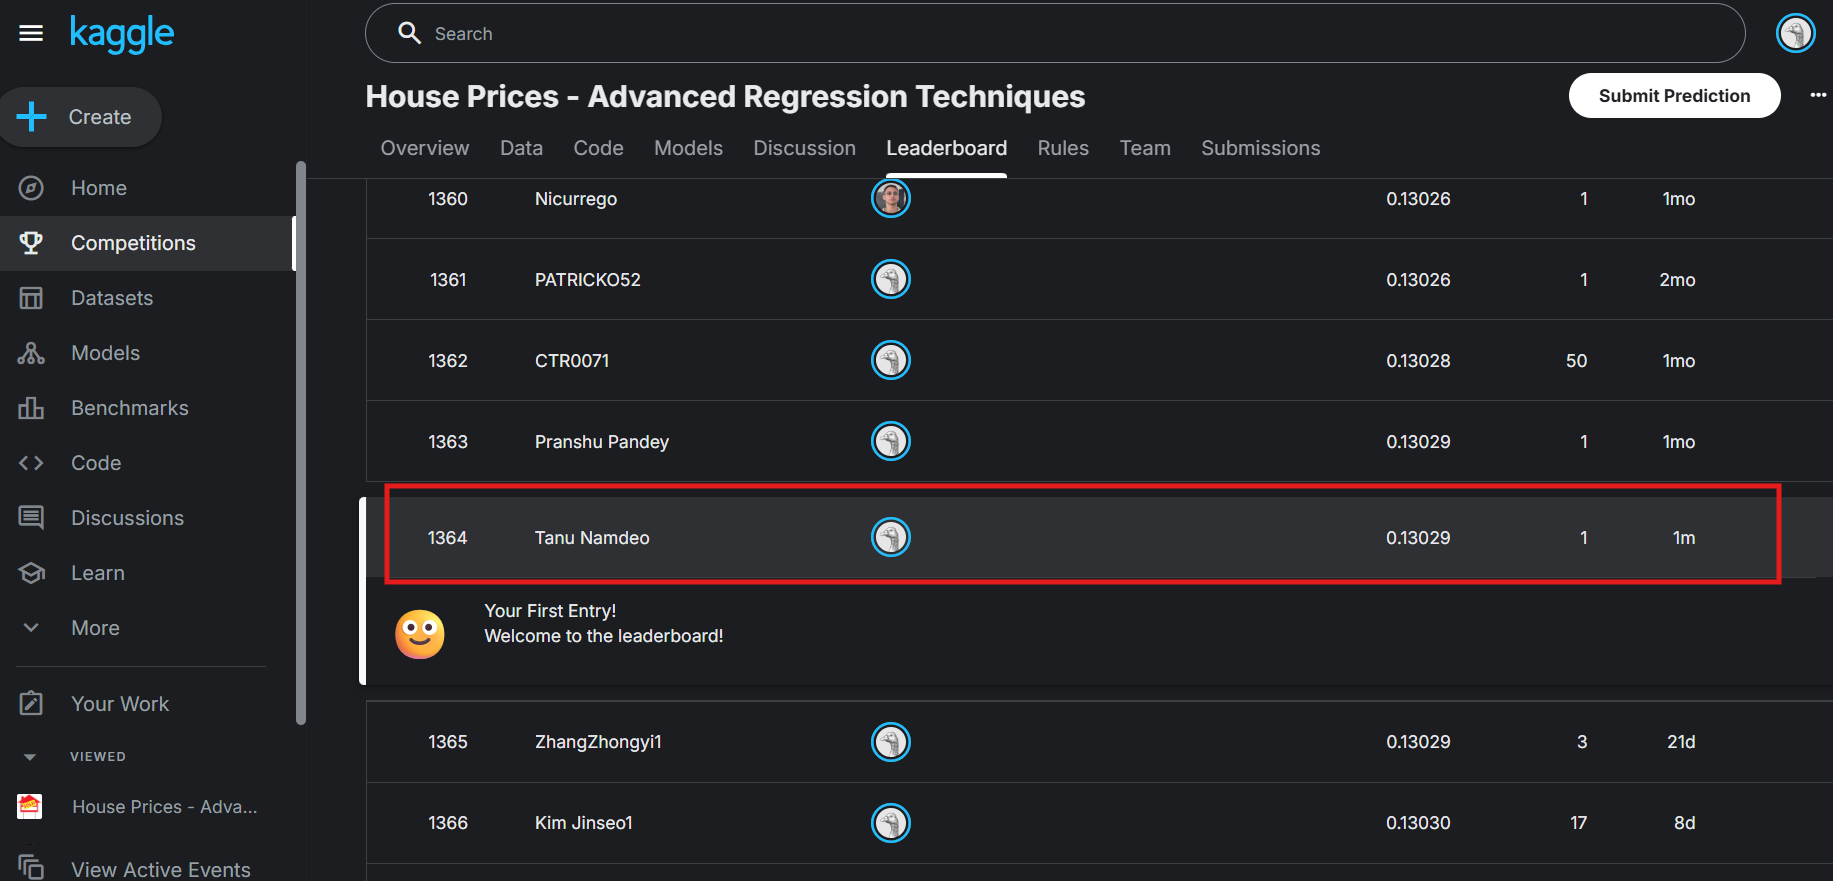 kaggle
Search
Create
House Prices - Advanced Regression Techniques
Submit Prediction
Overview Data Code Models Discussion Leaderboard Rules Team Submissions
Home
Competitions
Datasets
Models
Benchmarks
Code
Discussions
Learn
More
Your Work
VIEWED
House Prices - Adva...
View Active Events
1360 Nicurrego 0.13026 1 1mo
1361 PATRICKO52 0.13026 1 2mo
1362 CTR0071 0.13028 50 1mo
1363 Pranshu Pandey 0.13029 1 1mo
1364 Tanu Namdeo 0.13029 1 1m
Your First Entry!
Welcome to the leaderboard!
1365 ZhangZhongyi1 0.13029 3 21d
1366 Kim Jinseo1 0.13030 17 8d